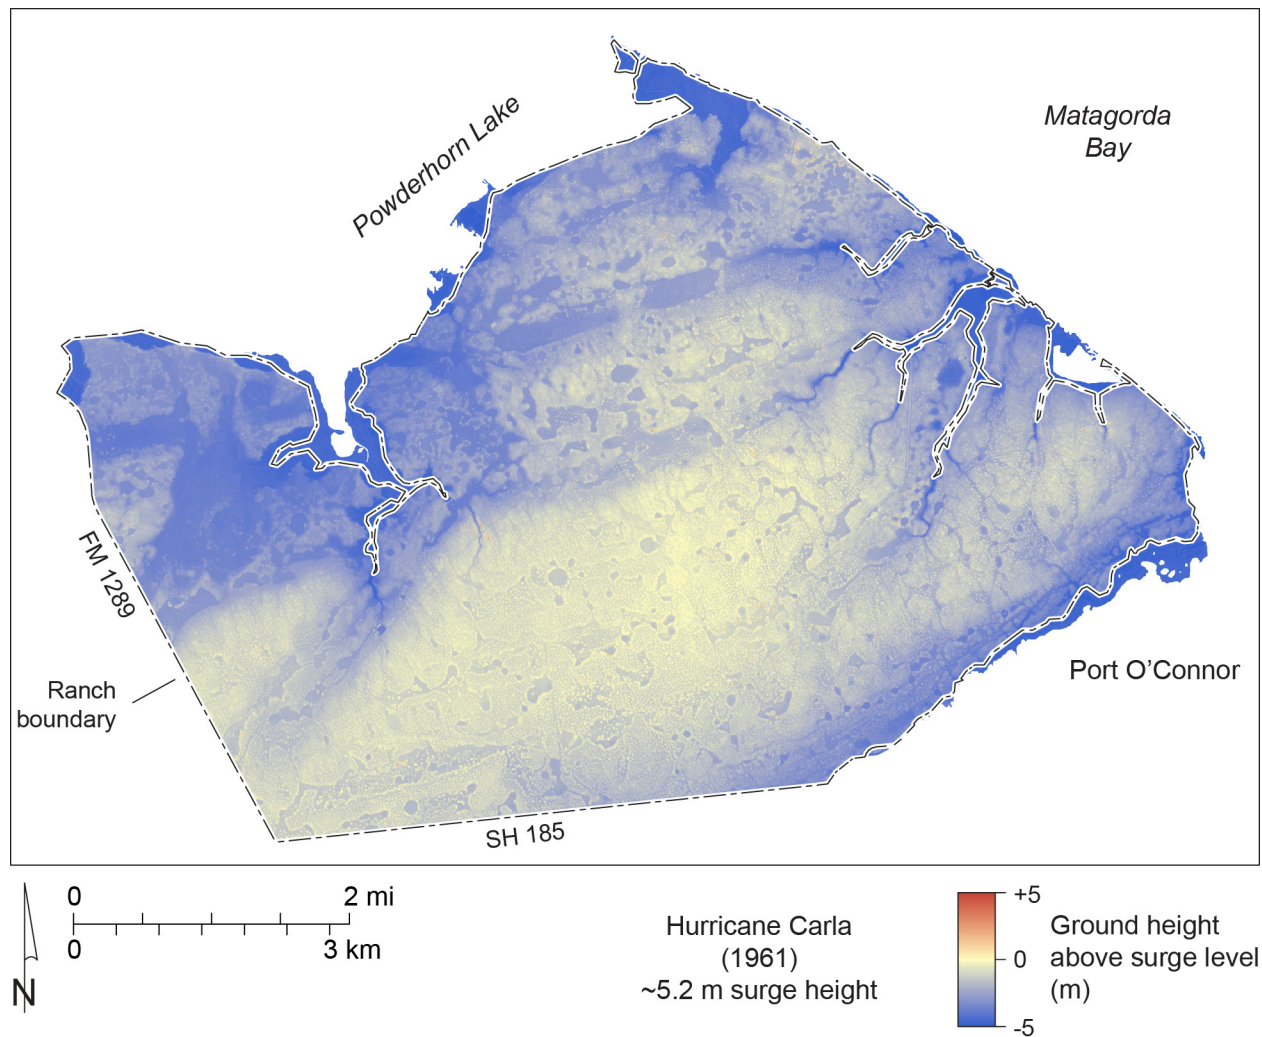 Powderhorn Lake
Matagorda
Bay
FM 1289
Ranch
boundary
Port O’Connor
SH 185
0
2 mi
0
3 km
N
Hurricane Carla
(1961)
~5.2 m surge height
+5
0
-5
Ground height
above surge level
(m)